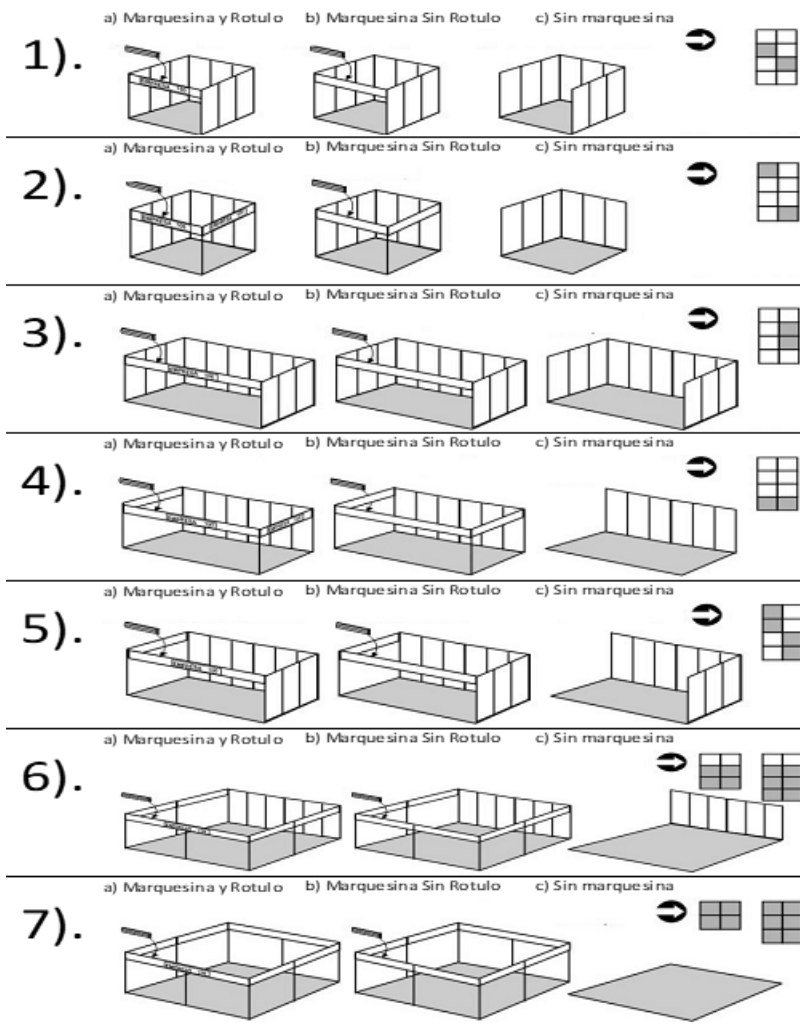 a) Marquesina y Rotulo b) Marquesina Sin Rotulo c) Sin marquesina
1).
a) Marquesina y Rotulo b) Marquesina Sin Rotulo c) Sin marquesina
2).
a) Marquesina y Rotulo b) Marquesina Sin Rotulo c) Sin marquesina
3).
a) Marquesina y Rotulo b) Marquesina Sin Rotulo c) Sin marquesina
4).
a) Marquesina y Rotulo b) Marquesina Sin Rotulo c) Sin marquesina
5).
a) Marquesina y Rotulo b) Marquesina Sin Rotulo c) Sin marquesina
6).
a) Marquesina y Rotulo b) Marquesina Sin Rotulo c) Sin marquesina
7).